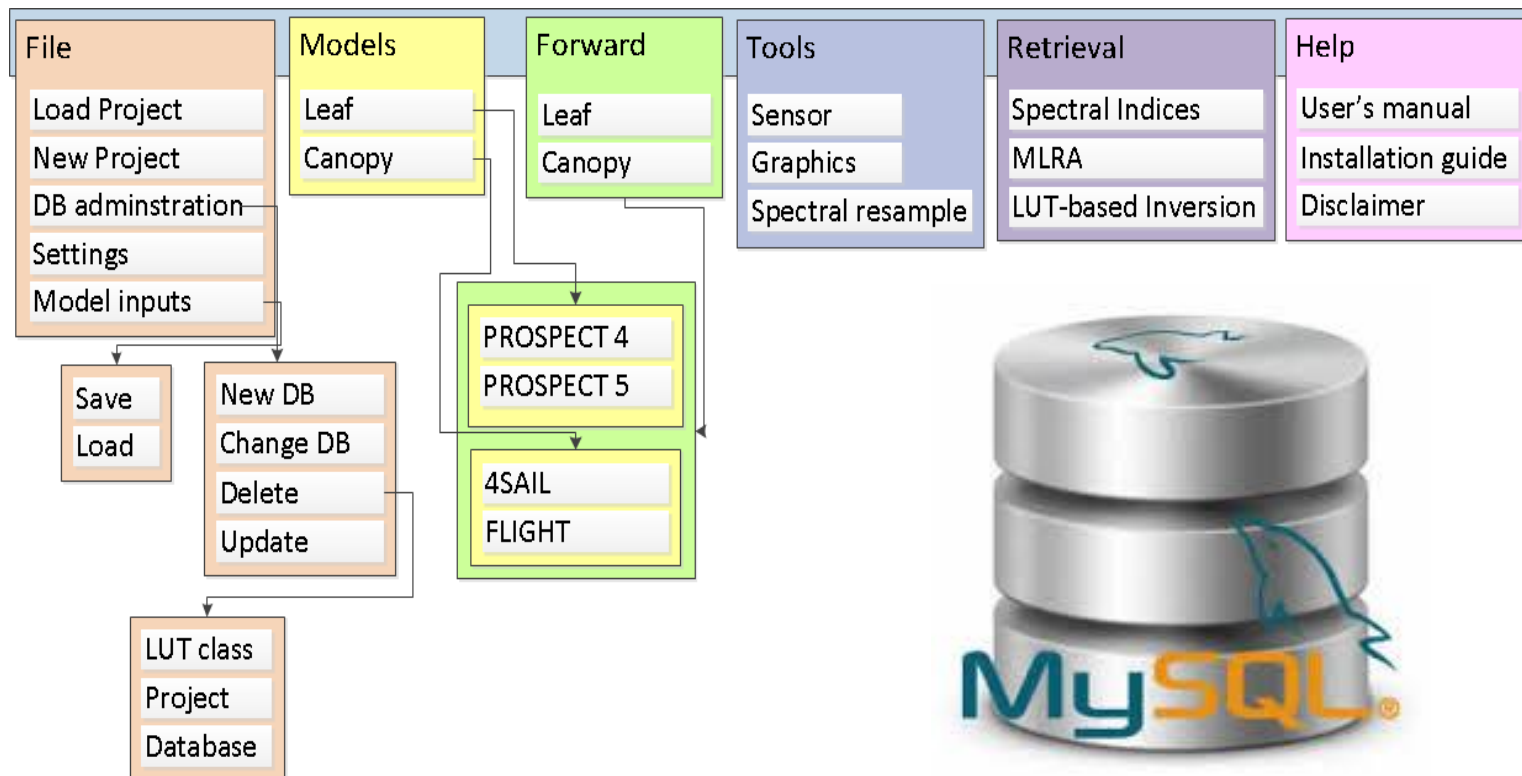 File
Load Project
New Project
DB adminstration
Settings
Model inputs
Save
Load
New DB
Change DB
Delete
Update
LUT class
Project
Database
Models
Leaf
Canopy
Forward
Leaf
Canopy
PROSPECT 4
PROSPECT 5
4SAIL
FLIGHT
Tools
Sensor
Graphics
Spectral resample
Retrieval
Spectral Indices
MLRA
LUT-based Inversion
Help
User's manual
Installation guide
Disclaimer
MySQL®